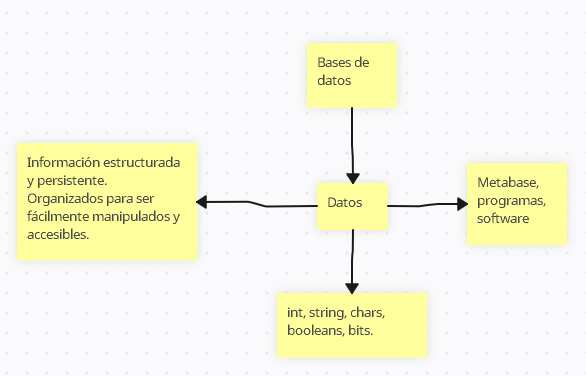 Bases de
datos
Información estructurada
y persistente.
Organizados para ser
fácilmente manipulados y
accesibles.
Datos
Metabase,
programas,
software
int, string, chars,
booleans, bits.